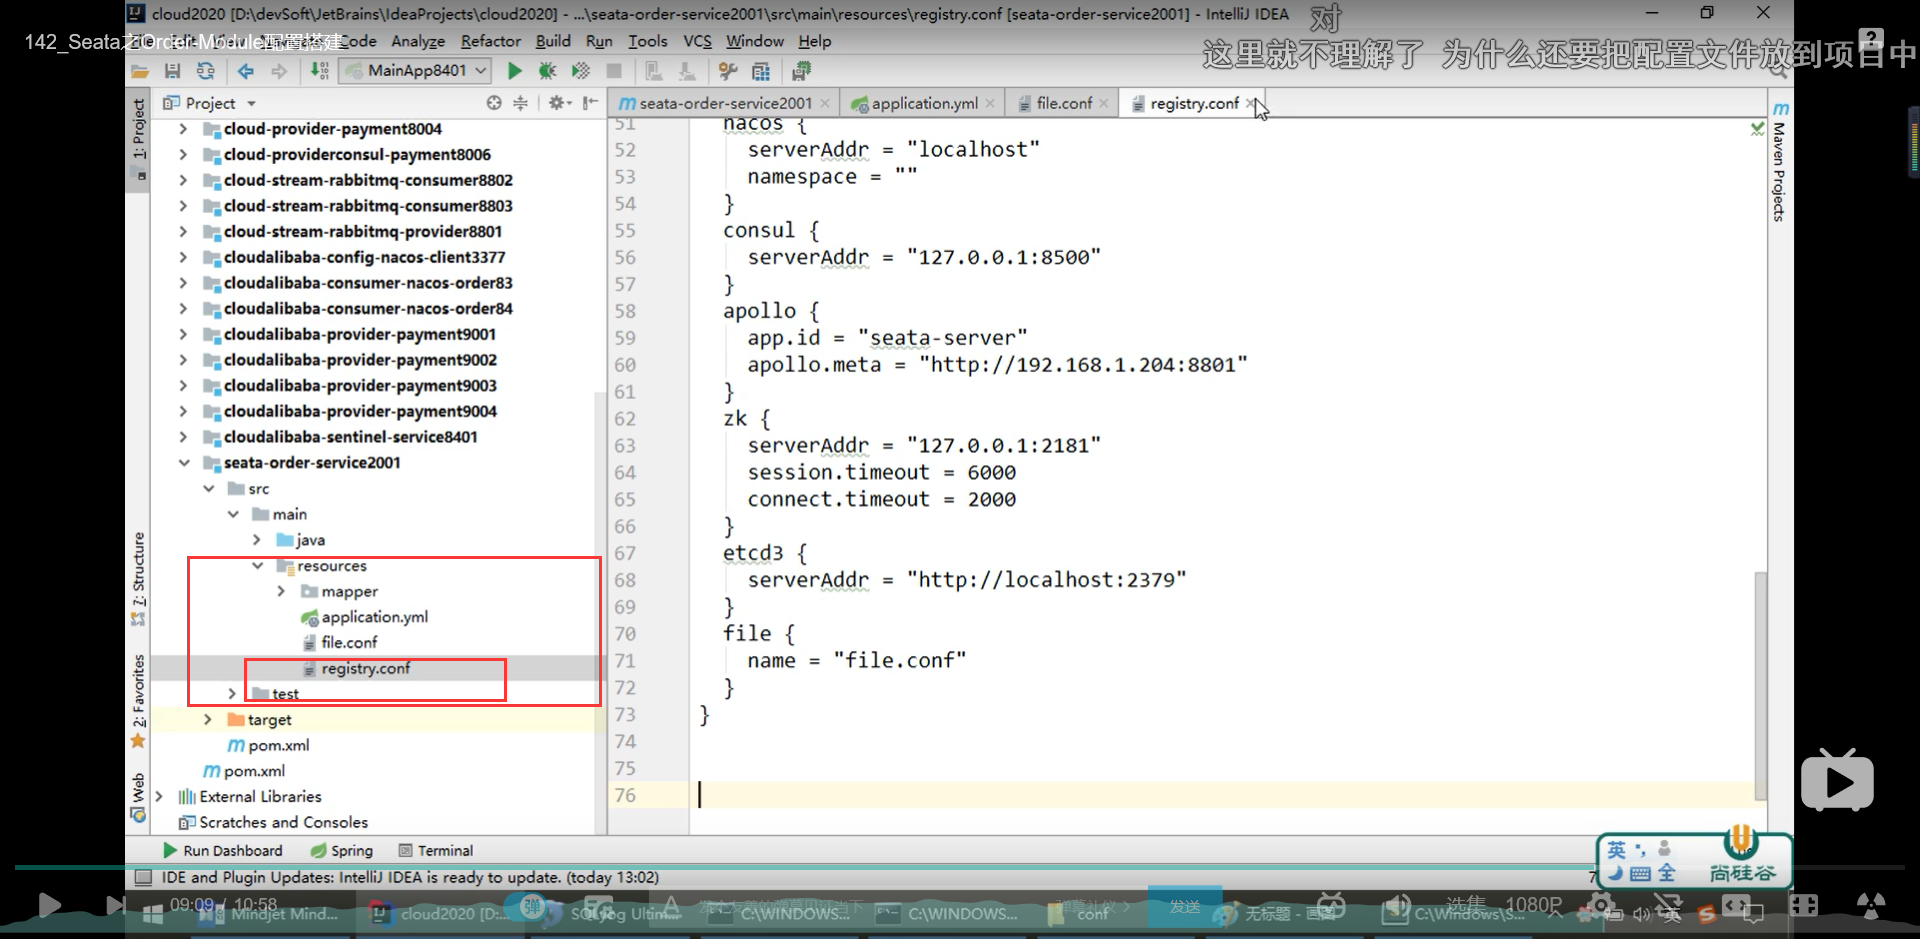 cloud2020 [D:\devSoft\JetBrains\IdeaProjects\cloud2020] - ...\seata-order-service2001\src\main\resources\registry.conf [seata-order-service2001] - IntelliJ IDEA
对
142_Seata之Order-Module配置搭建
Code Analyze Refactor Build Run Tools VCS Window Help
这里就不理解了 为什么还要把配置文件放到项目中
MainApp8401
Project
seata-order-service2001
application.yml
file.conf
registry.conf
1: Project
7: Structure
2: Favorites
Web
Maven Projects
cloud-provider-payment8004
cloud-providerconsul-payment8006
cloud-stream-rabbitmq-consumer8802
cloud-stream-rabbitmq-consumer8803
cloud-stream-rabbitmq-provider8801
cloudalibaba-config-nacos-client3377
cloudalibaba-consumer-nacos-order83
cloudalibaba-consumer-nacos-order84
cloudalibaba-provider-payment9001
cloudalibaba-provider-payment9002
cloudalibaba-provider-payment9003
cloudalibaba-provider-payment9004
cloudalibaba-sentinel-service8401
seata-order-service2001
src
main
java
resources
mapper
application.yml
file.conf
registry.conf
test
target
pom.xml
pom.xml
External Libraries
Scratches and Consoles
51 nacos {
52 serverAddr = "localhost"
53 namespace = ""
54 }
55 consul {
56 serverAddr = "127.0.0.1:8500"
57 }
58 apollo {
59 app.id = "seata-server"
60 apollo.meta = "http://192.168.1.204:8801"
61 }
62 zk {
63 serverAddr = "127.0.0.1:2181"
64 session.timeout = 6000
65 connect.timeout = 2000
66 }
67 etcd3 {
68 serverAddr = "http://localhost:2379"
69 }
70 file {
71 name = "file.conf"
72 }
73 }
74
75
76
Run Dashboard Spring Terminal
IDE and Plugin Updates: IntelliJ IDEA is ready to update. (today 13:02)
英 全
尚硅谷
09:09 / 10:58
Mindjet Mind...
cloud2020 [D:...
弹
SQLyog Ultim...
C:\WINDOWS...
C:\WINDOWS...
conf
弹幕礼仪
发送
无标题 - 画图
C:\Windows\S...
选集
1080P
英